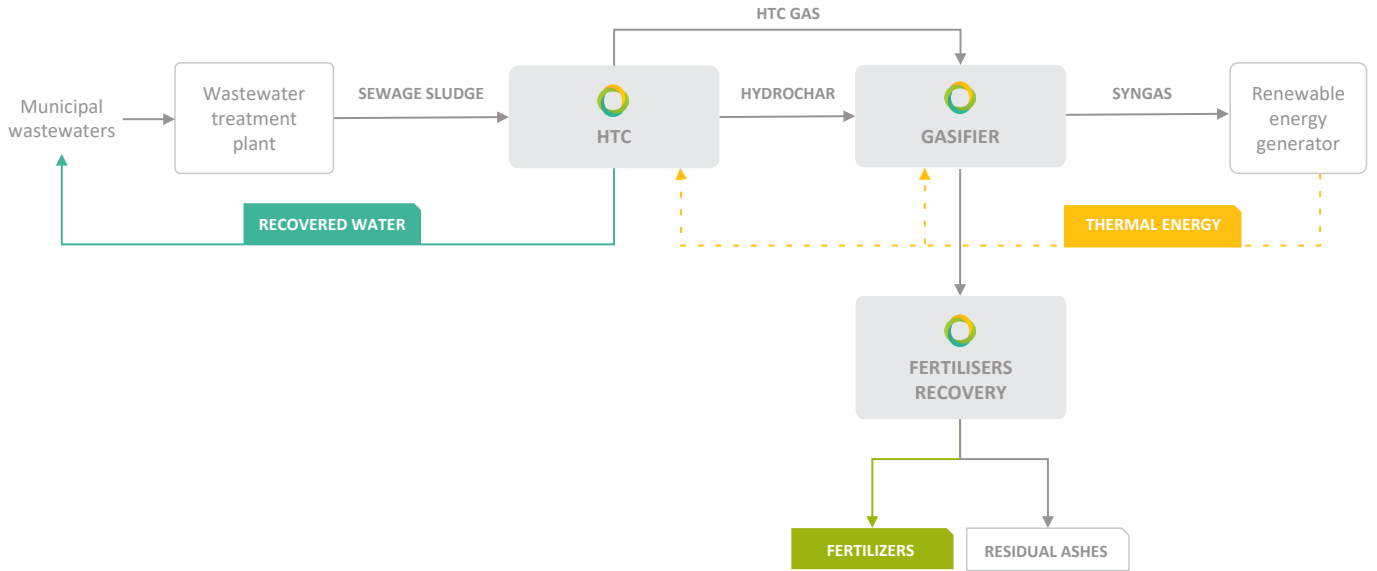 HTC GAS
Municipal
wastewaters
Wastewater
treatment
plant
SEWAGE SLUDGE
HTC
HYDROCHAR
GASIFIER
SYNGAS
Renewable
energy
generator
RECOVERED WATER
THERMAL ENERGY
FERTILISERS
RECOVERY
FERTILIZERS
RESIDUAL ASHES